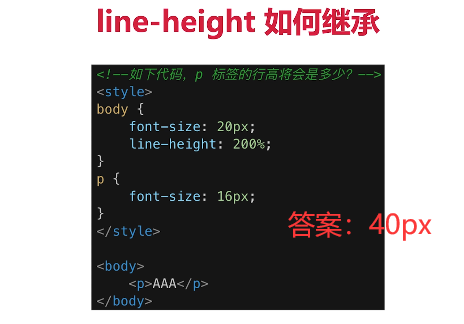 line-height 如何继承
<!--如下代码，p 标签的行高将会是多少？-->
<style>
body {
    font-size: 20px;
    line-height: 200%;
}
p {
    font-size: 16px;
}
答案：40px
</style>
<body>
    <p>AAA</p>
</body>